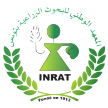 المعهد الوطني للبحوث الزراعية بتونس
INRAT
Fondé en 1913